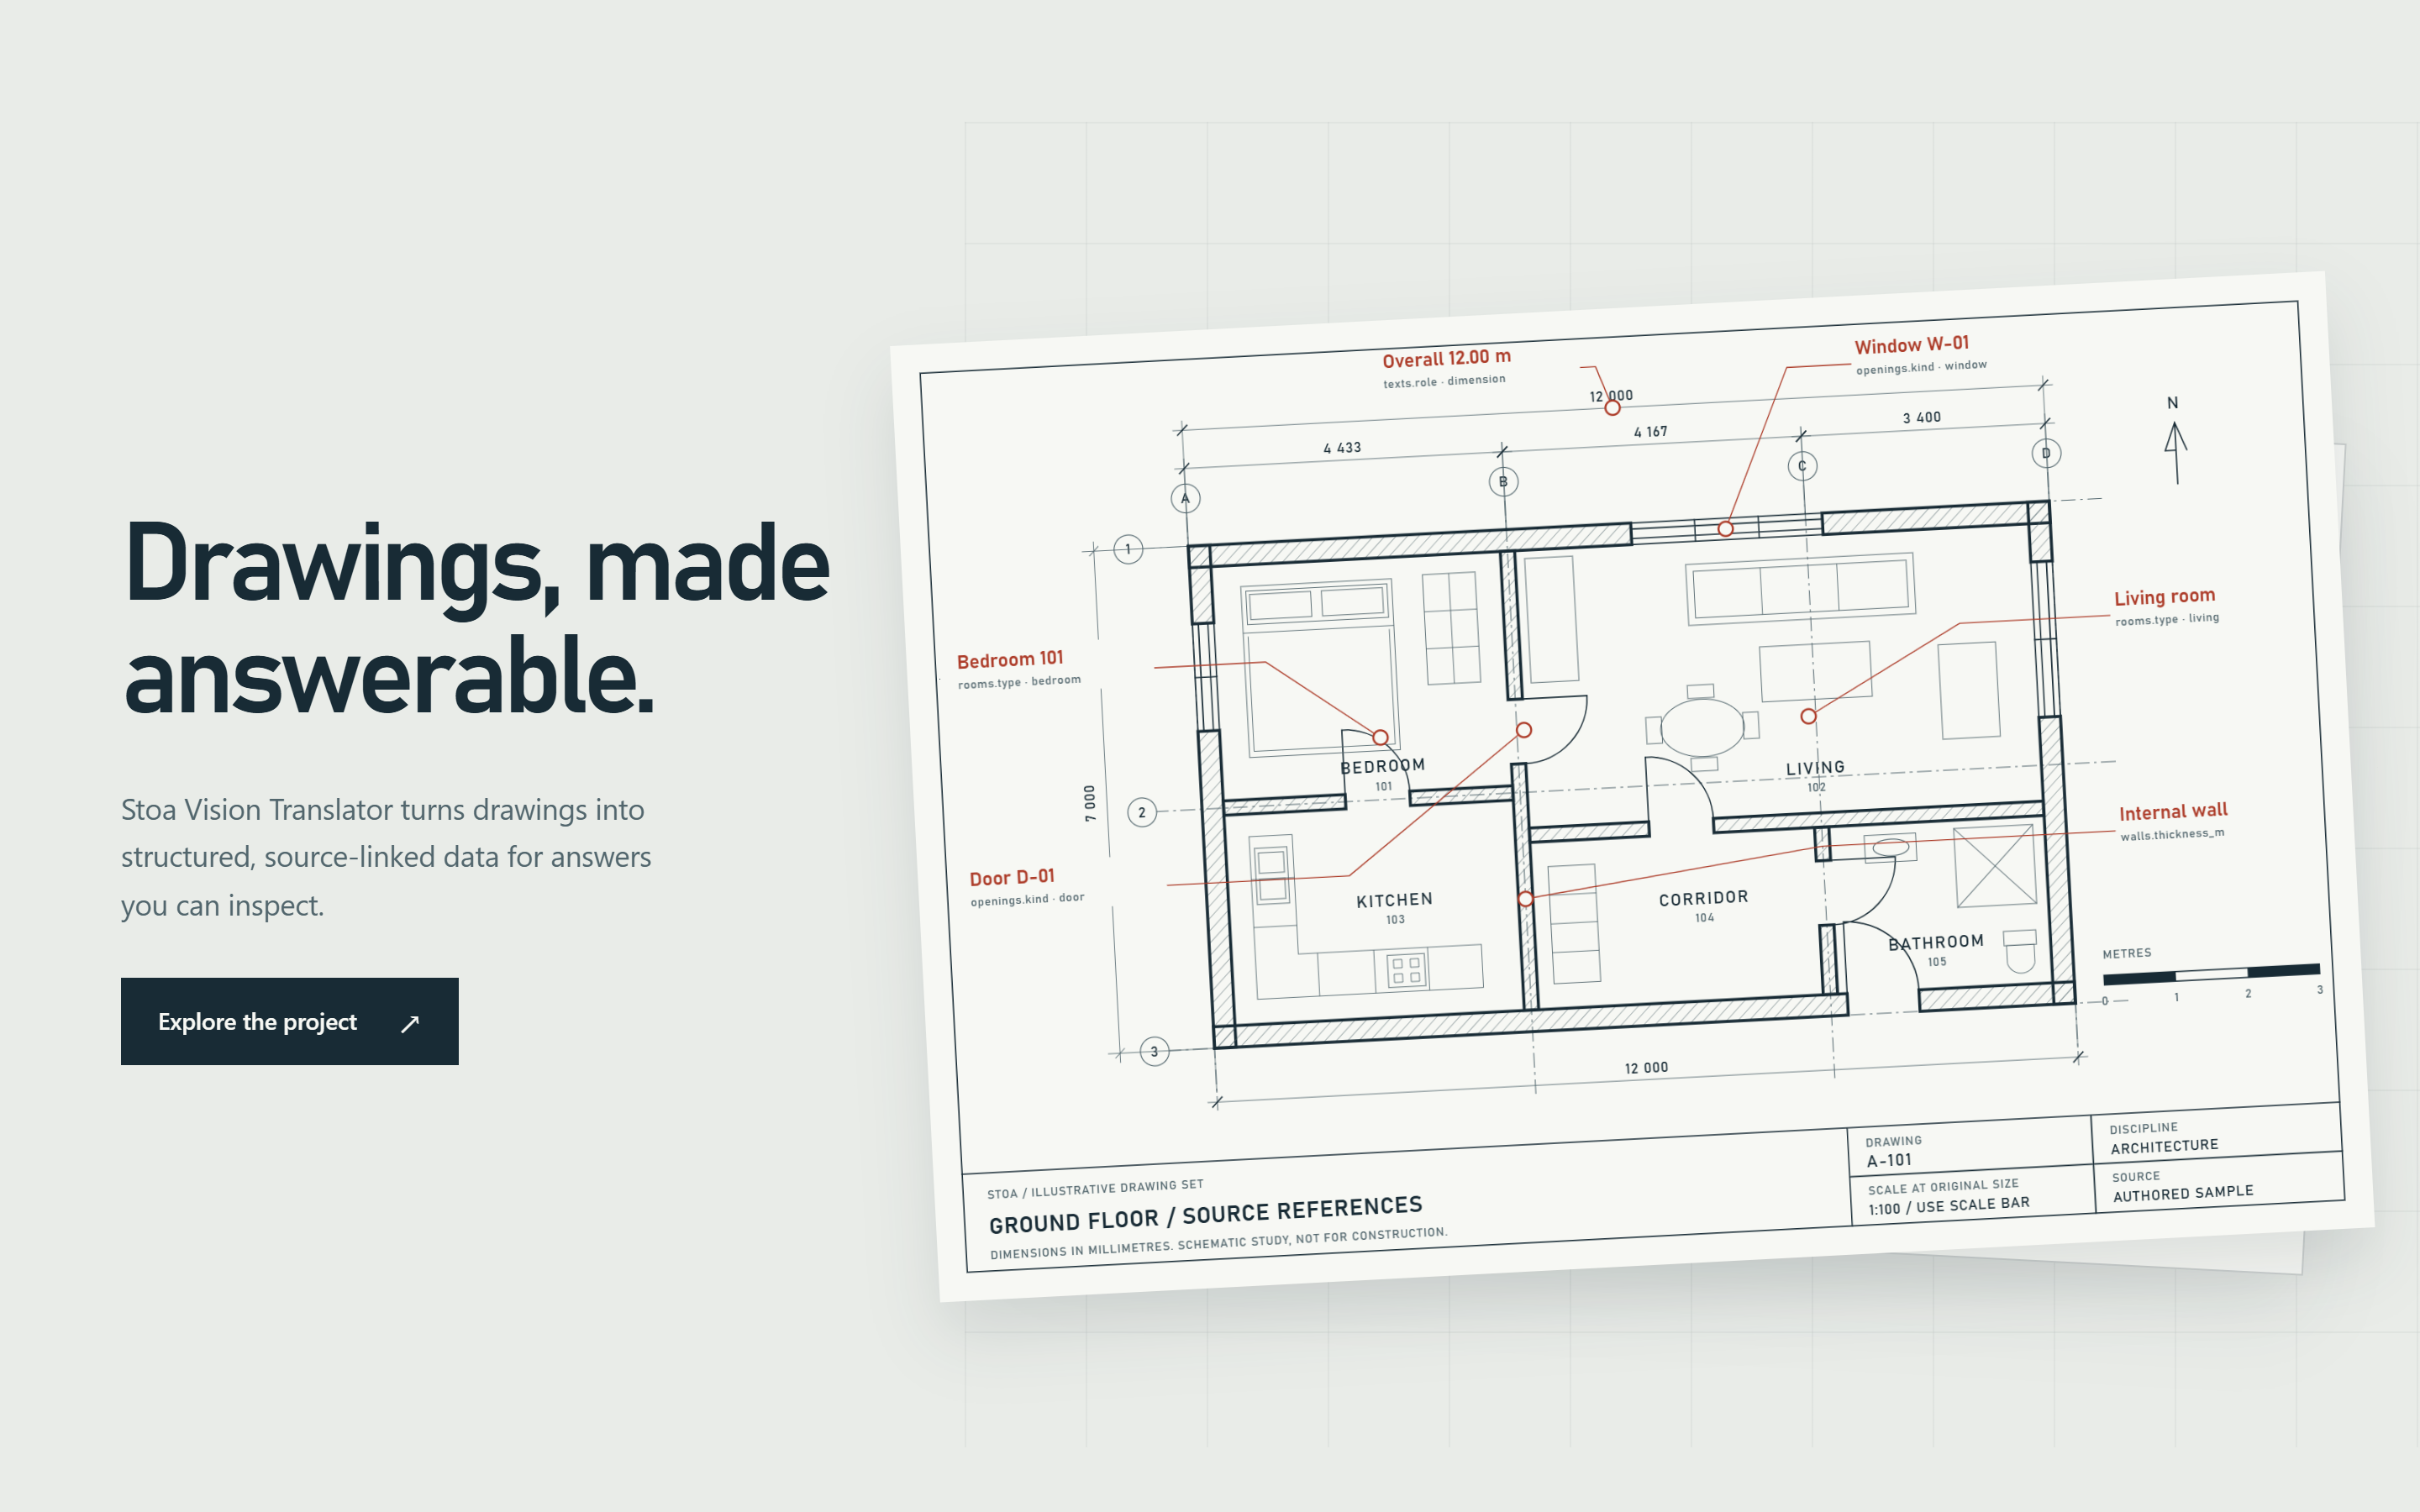 Drawings, made
answerable.
Stoa Vision Translator turns drawings into
structured, source-linked data for answers
you can inspect.
Explore the project ↗
Overall 12.00 m
texts.role · dimension
Window W-01
openings.kind · window
12 000
4 433
4 167
3 400
N
A
B
C
D
1
Bedroom 101
rooms.type · bedroom
Living room
rooms.type · living
BEDROOM
101
LIVING
102
7 000
2
Internal wall
walls.thickness_m
Door D-01
openings.kind · door
KITCHEN
103
CORRIDOR
104
BATHROOM
105
METRES
0 1 2 3
3
12 000
STOA / ILLUSTRATIVE DRAWING SET
GROUND FLOOR / SOURCE REFERENCES
DIMENSIONS IN MILLIMETRES. SCHEMATIC STUDY, NOT FOR CONSTRUCTION.
DRAWING
A-101
DISCIPLINE
ARCHITECTURE
SCALE AT ORIGINAL SIZE
1:100 / USE SCALE BAR
SOURCE
AUTHORED SAMPLE